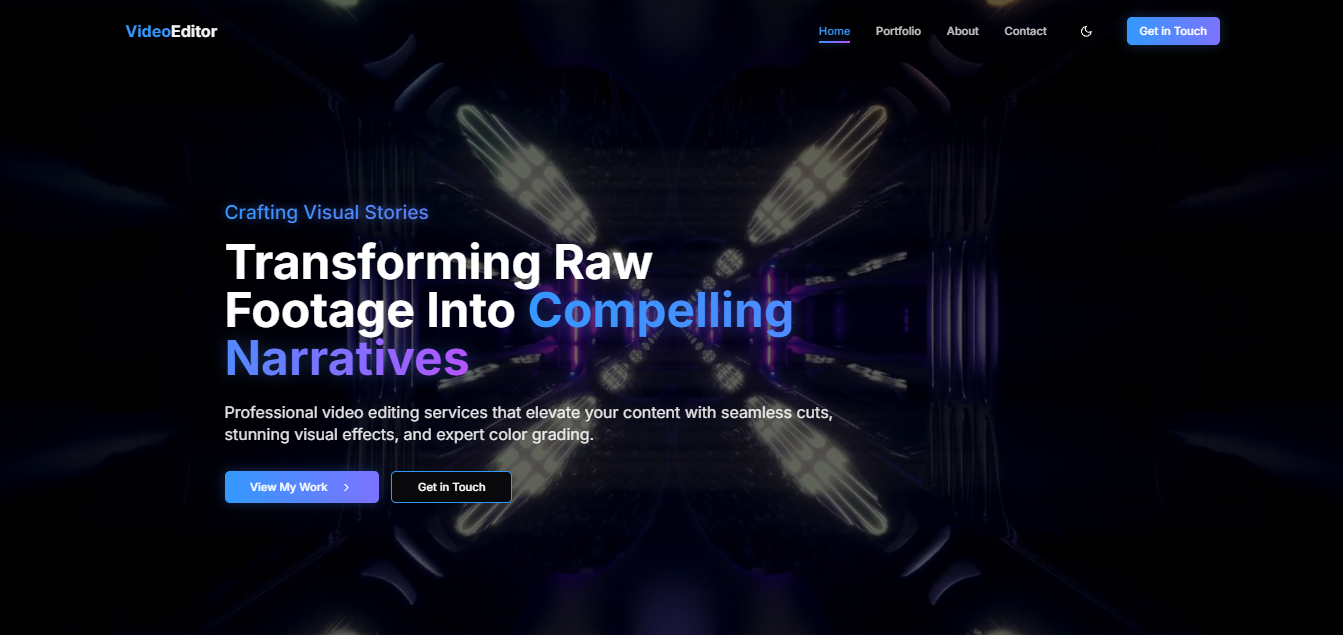 VideoEditor
Home
Portfolio
About
Contact
Get in Touch
Crafting Visual Stories
Transforming Raw
Footage Into Compelling
Narratives
Professional video editing services that elevate your content with seamless cuts,
stunning visual effects, and expert color grading.
View My Work
Get in Touch